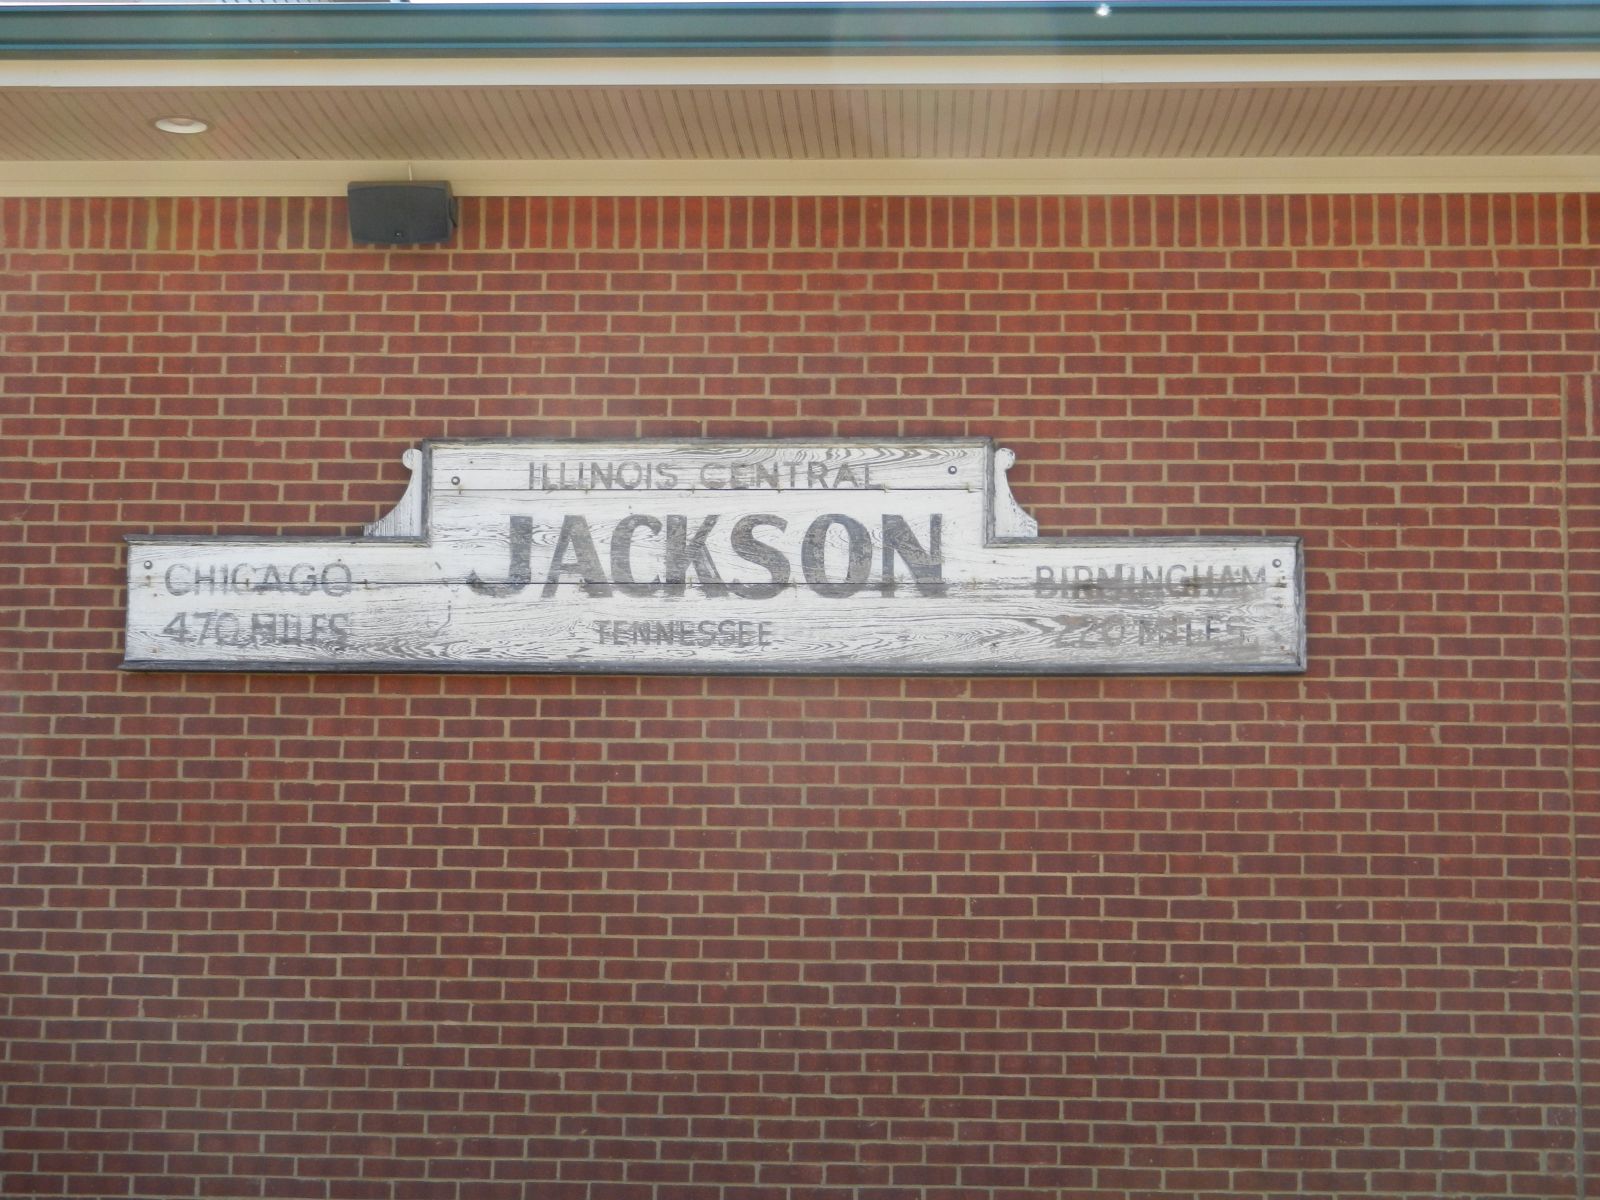 ILLINOIS CENTRAL
JACKSON
TENNESSEE
CHICAGO
470 MILES
BIRMINGHAM
220 MILES